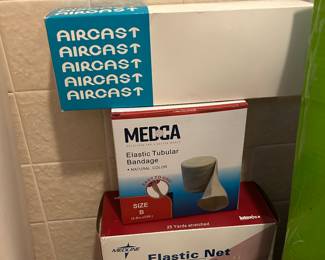 AIRCAST
AIRCAST
AIRCAST
AIRCAST
AIRCAST
MEDCA
Elastic Tubular
Bandage
• NATURAL COLOR •
SIZE
B
25 Yards stretched
MEDLINE
Elastic Net